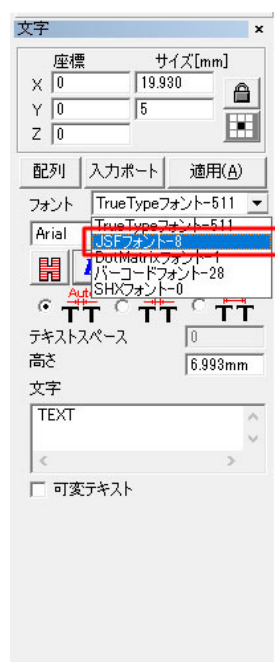 文字 ×
座標 サイズ[mm]
X 0 19.930
Y 0 5
Z 0
配列 入力ポート 適用(A)
フォント TrueTypeフォント-511
Arial TrueTypeフォント-511
JSFフォント-8
DotMatrixフォント-1
バーコードフォント-28
SHXフォント-0
Auto
TT TT TT
テキストスペース 0
高さ 6.993mm
文字
TEXT
可変テキスト